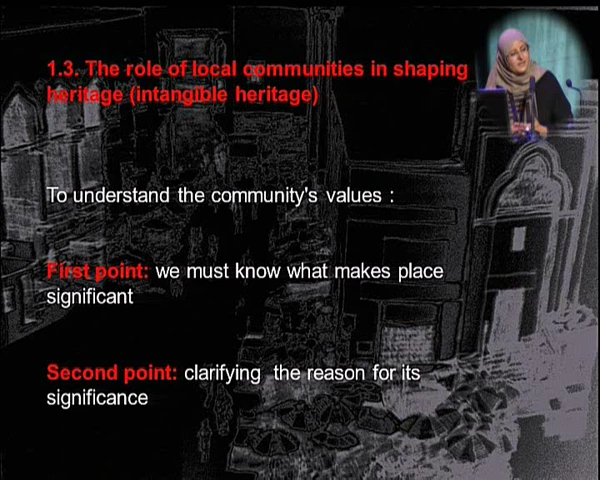 1.3. The role of local communities in shaping
heritage (intangible heritage)
To understand the community's values :
First point: we must know what makes place
significant
Second point: clarifying the reason for its
significance